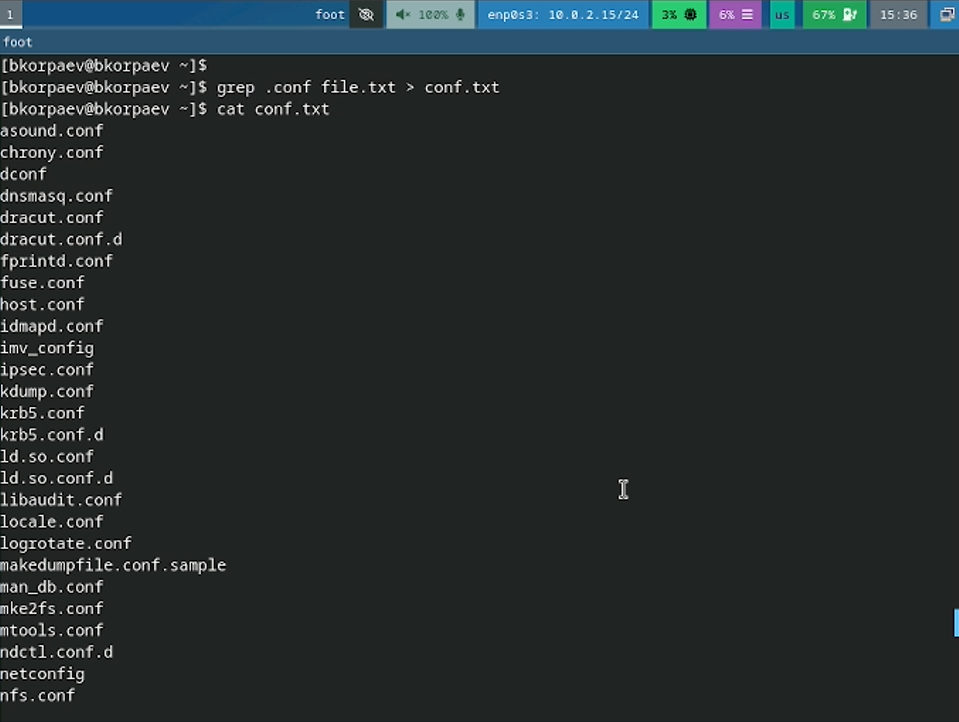 1 foot 100% enp0s3: 10.0.2.15/24 3% 6% us 67% 15:36
foot
[bkorpaev@bkorpaev ~]$
[bkorpaev@bkorpaev ~]$ grep .conf file.txt > conf.txt
[bkorpaev@bkorpaev ~]$ cat conf.txt
asound.conf
chrony.conf
dconf
dnsmasq.conf
dracut.conf
dracut.conf.d
fprintd.conf
fuse.conf
host.conf
idmapd.conf
imv_config
ipsec.conf
kdump.conf
krb5.conf
krb5.conf.d
ld.so.conf
ld.so.conf.d
libaudit.conf
locale.conf
logrotate.conf
makedumpfile.conf.sample
man_db.conf
mke2fs.conf
mtools.conf
ndctl.conf.d
netconfig
nfs.conf